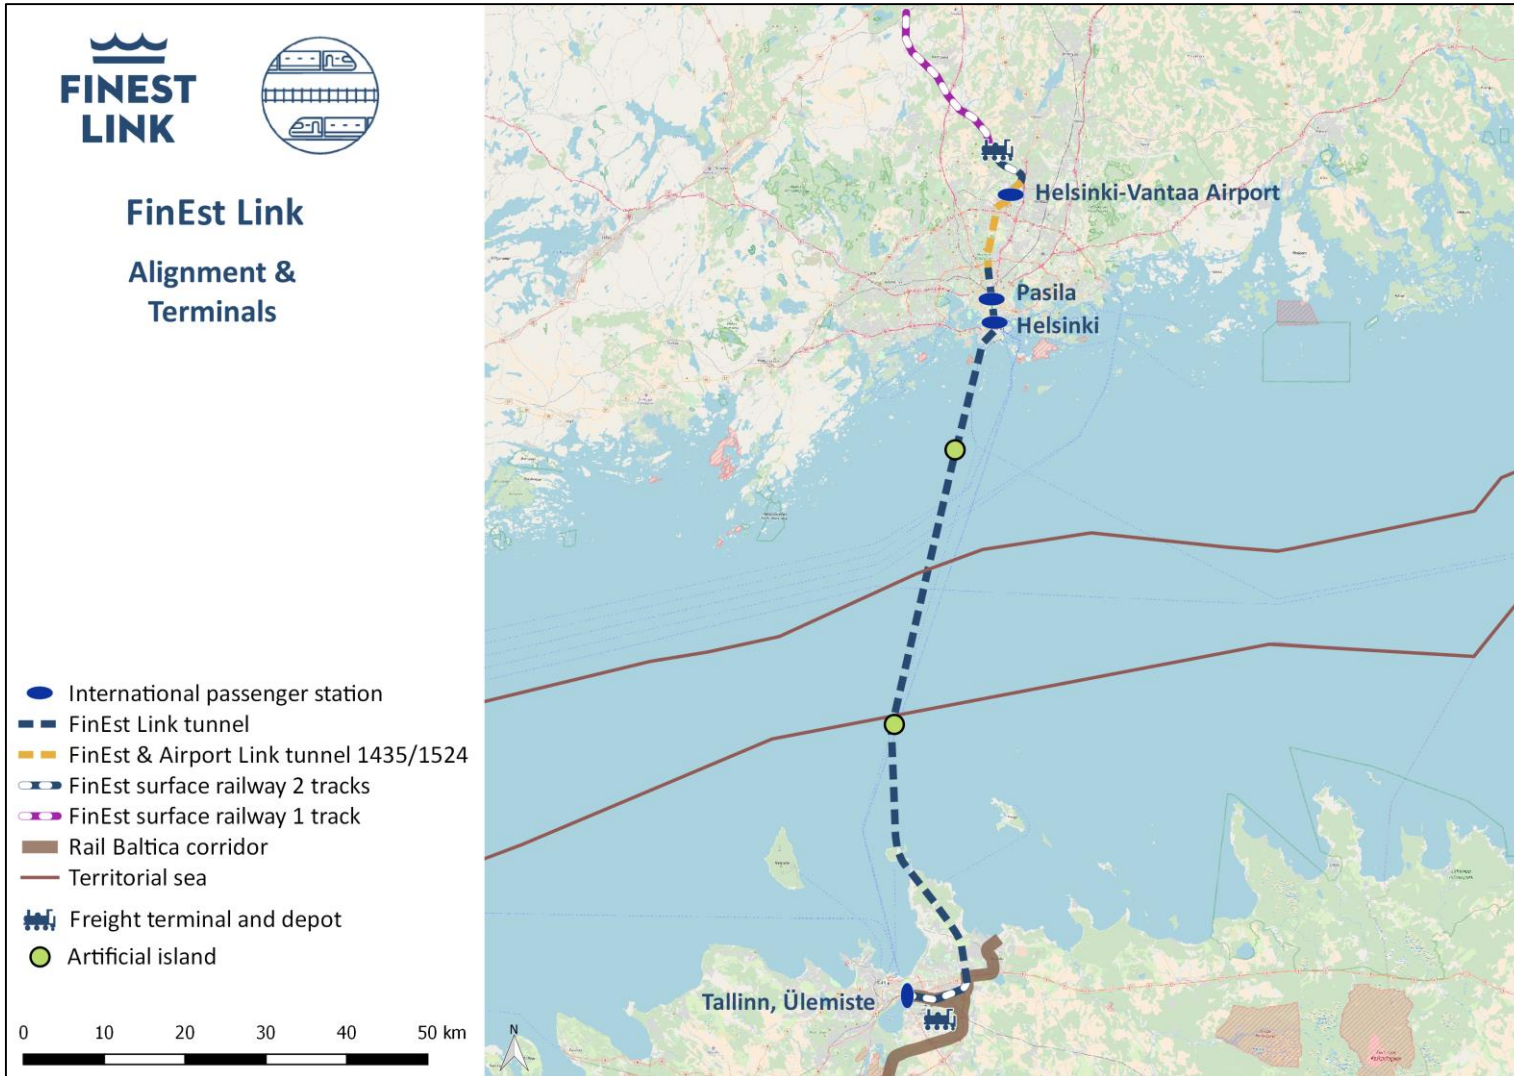 FINEST
LINK
FinEst Link
Alignment &
Terminals
International passenger station
FinEst Link tunnel
FinEst & Airport Link tunnel 1435/1524
FinEst surface railway 2 tracks
FinEst surface railway 1 track
Rail Baltica corridor
Territorial sea
Freight terminal and depot
Artificial island
0 10 20 30 40 50 km
Helsinki-Vantaa Airport
Pasila
Helsinki
Tallinn, Ülemiste
N